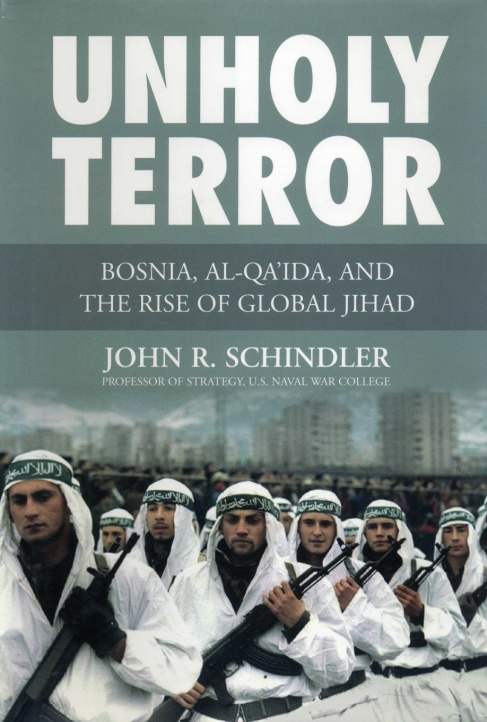 UNHOLY
TERROR
BOSNIA, AL-QA'IDA, AND
THE RISE OF GLOBAL JIHAD
JOHN R. SCHINDLER
PROFESSOR OF STRATEGY, U.S. NAVAL WAR COLLEGE